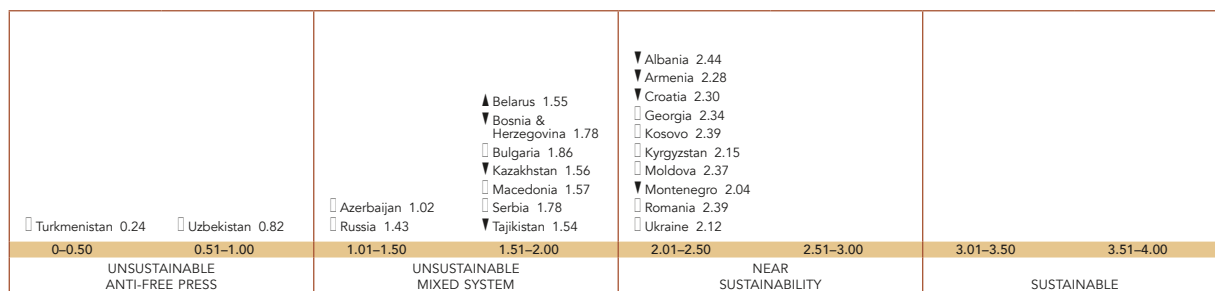 ▼ Albania 2.44
▼ Armenia 2.28
▼ Croatia 2.30
▲ Belarus 1.55
Georgia 2.34
▼ Bosnia &
Herzegovina 1.78
Kosovo 2.39
Bulgaria 1.86
Kyrgyzstan 2.15
▼ Kazakhstan 1.56
Moldova 2.37
Macedonia 1.57
▼ Montenegro 2.04
Azerbaijan 1.02
Serbia 1.78
Romania 2.39
Turkmenistan 0.24
Uzbekistan 0.82
Russia 1.43
▼ Tajikistan 1.54
Ukraine 2.12
0–0.50
0.51–1.00
1.01–1.50
1.51–2.00
2.01–2.50
2.51–3.00
3.01–3.50
3.51–4.00
UNSUSTAINABLE
ANTI-FREE PRESS
UNSUSTAINABLE
MIXED SYSTEM
NEAR
SUSTAINABILITY
SUSTAINABLE